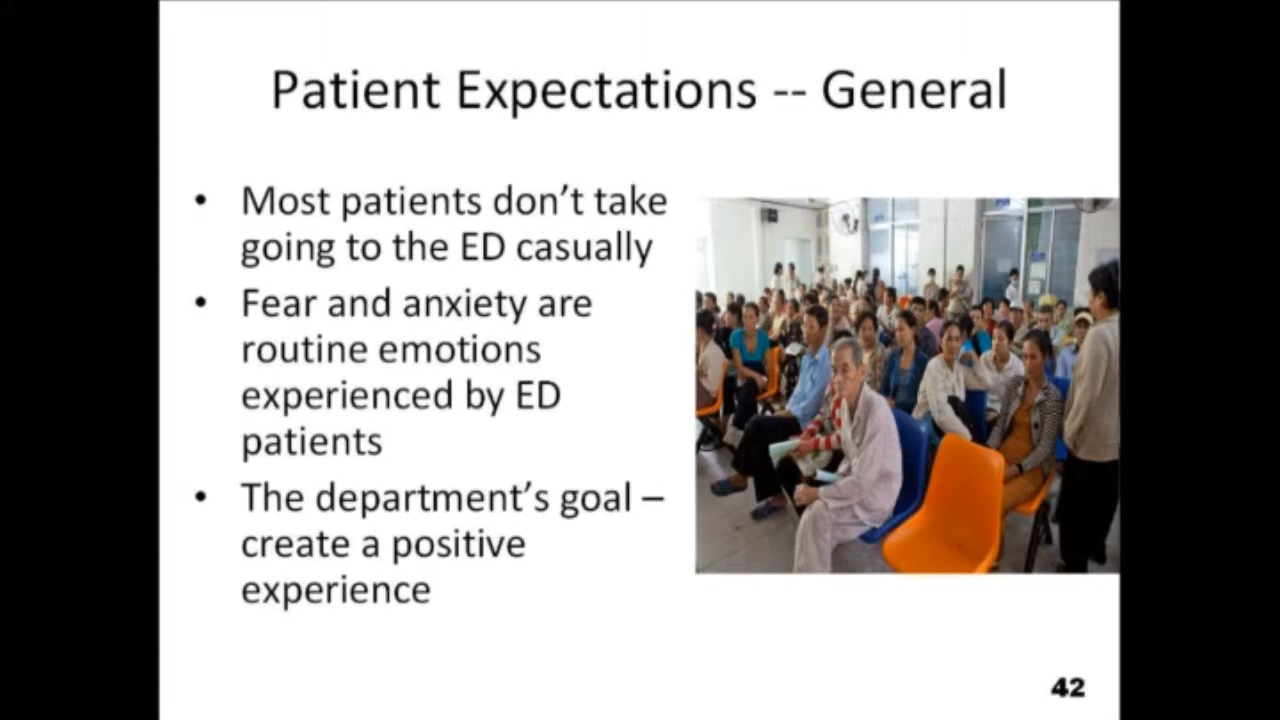 Patient Expectations -- General
• Most patients don’t take
going to the ED casually
• Fear and anxiety are
routine emotions
experienced by ED
patients
• The department’s goal –
create a positive
experience
42